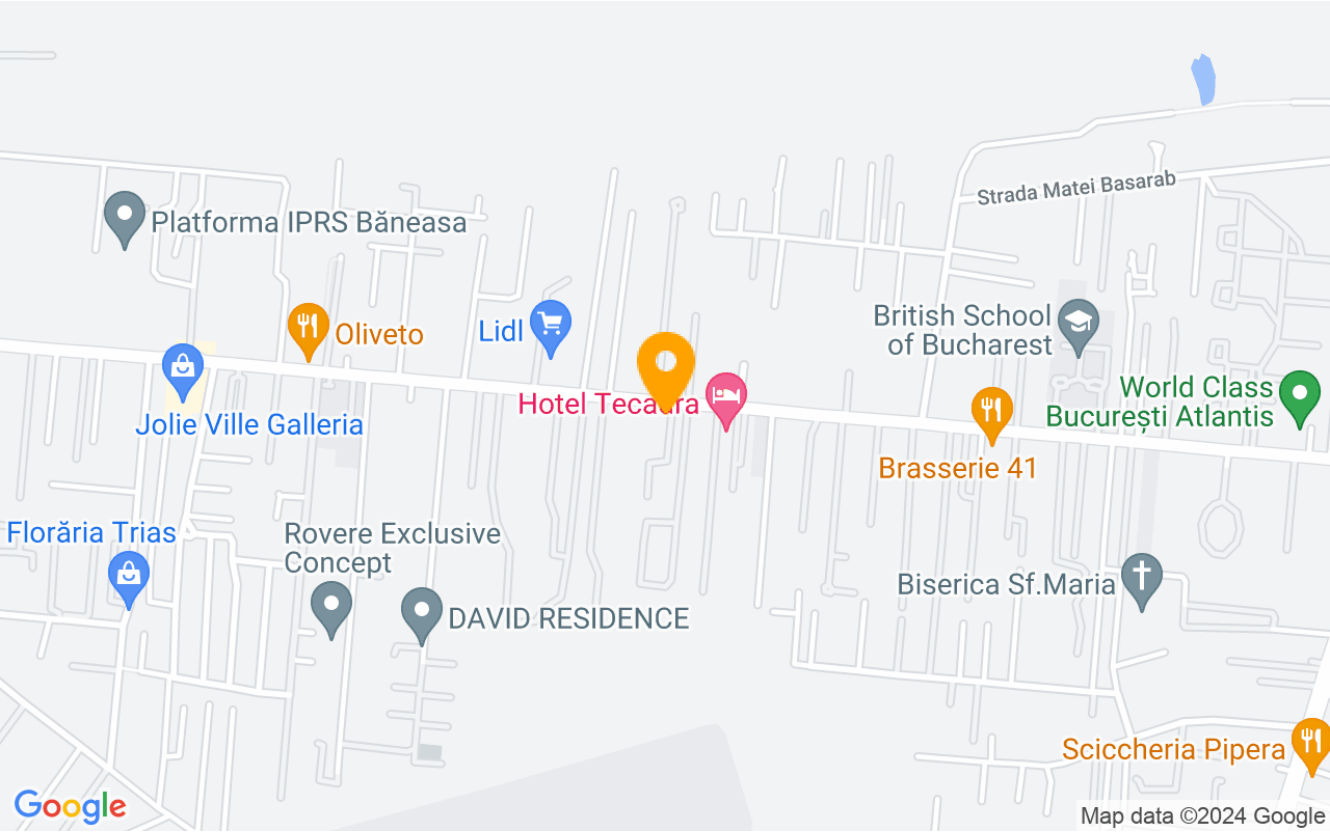 Strada Matei Basarab
Platforma IPRS Băneasa
British School
of Bucharest
Oliveto
Lidl
World Class
București Atlantis
Hotel
Jolie Ville Galleria
Brasserie 41
Florăria Trias
Rovere Exclusive
Concept
Biserica Sf.Maria
DAVID RESIDENCE
Sciccheria Pipera
Google
Map data ©2024 Google